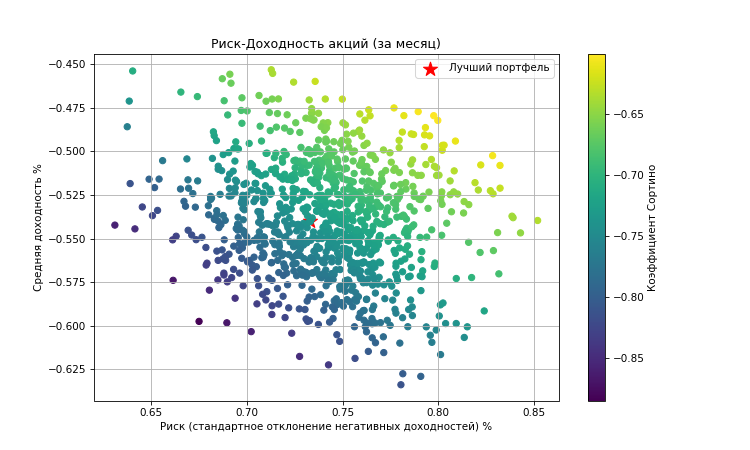 Риск-Доходность акций (за месяц)
Лучший портфель
Средняя доходность %
−0.450
−0.475
−0.500
−0.525
−0.550
−0.575
−0.600
−0.625
0.65 0.70 0.75 0.80 0.85
Риск (стандартное отклонение негативных доходностей) %
−0.65
−0.70
−0.75
−0.80
−0.85
Коэффициент Сортино